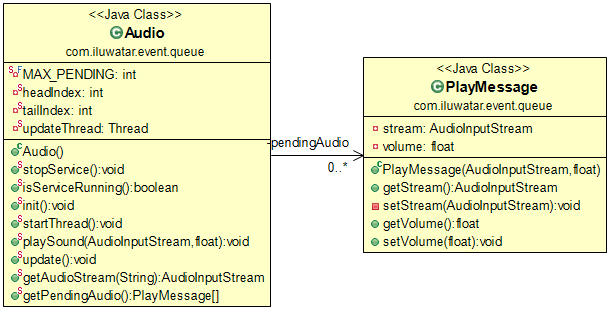 <<Java Class>>
Audio
com.iluwatar.event.queue
MAX_PENDING: int
headIndex: int
tailIndex: int
updateThread: Thread
Audio()
stopService():void
isServiceRunning():boolean
init():void
startThread():void
playSound(AudioInputStream,float):void
update():void
getAudioStream(String):AudioInputStream
getPendingAudio():PlayMessage[]
-pendingAudio
0..*
<<Java Class>>
PlayMessage
com.iluwatar.event.queue
stream: AudioInputStream
volume: float
PlayMessage(AudioInputStream,float)
getStream():AudioInputStream
setStream(AudioInputStream):void
getVolume():float
setVolume(float):void